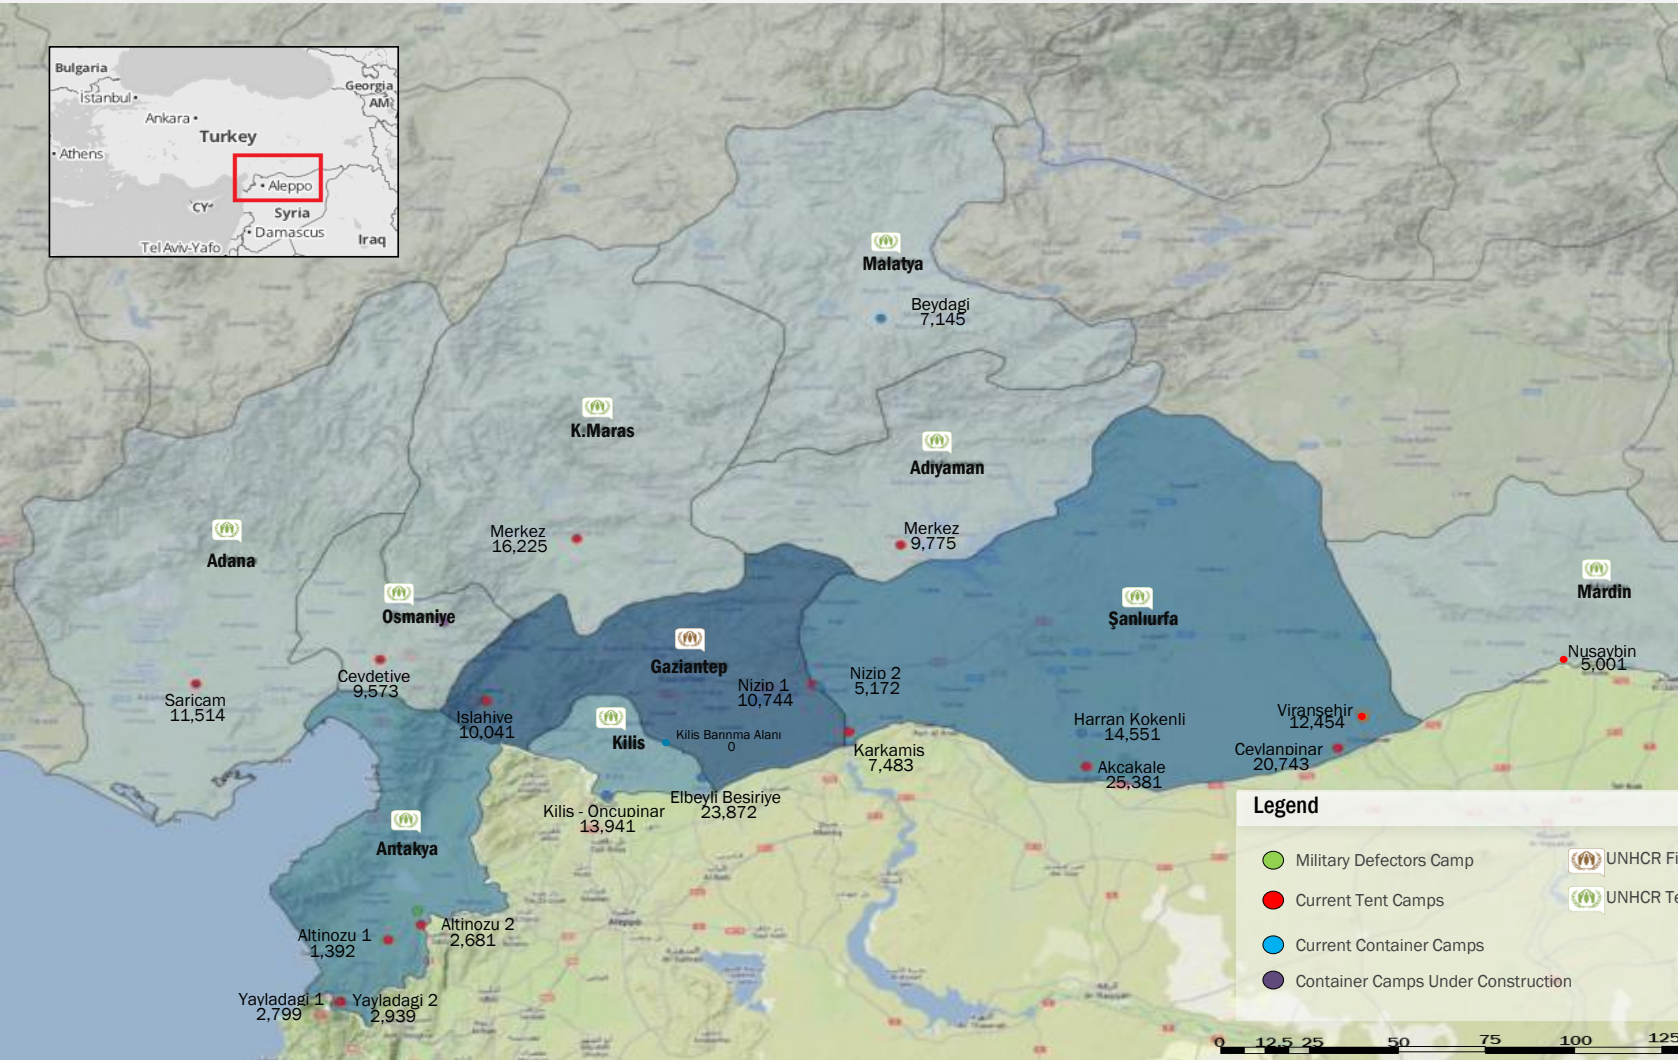 Bulgaria
Georgia
İstanbul
AM
Ankara
Turkey
Athens
Aleppo
CY
Syria
Damascus
Tel Aviv-Yafo
Iraq
Malatya
Beydagi
7,145
K.Maras
Adıyaman
Merkez
16,225
Merkez
9,775
Adana
Osmaniye
Mardin
Şanlıurfa
Gaziantep
Nusaybin
5,001
Cevdetiye
9,573
Saricam
11,514
Nizip 1
10,744
Nizip 2
5,172
Islahiye
10,041
Kilis
Kilis Barınma Alanı
0
Karkamis
7,483
Harran Kokenli
14,551
Viranşehir
12,454
Ceylanpinar
20,743
Akcakale
25,381
Elbeyli Besiriye
23,872
Kilis - Oncupinar
13,941
Antakya
Altinozu 1
1,392
Altinozu 2
2,681
Yayladagi 1
2,799
Yayladagi 2
2,939
Aleppo
Legend
Military Defectors Camp
UNHCR Fi
Current Tent Camps
UNHCR Te
Current Container Camps
Container Camps Under Construction
0 12,5 25 50 75 100 125